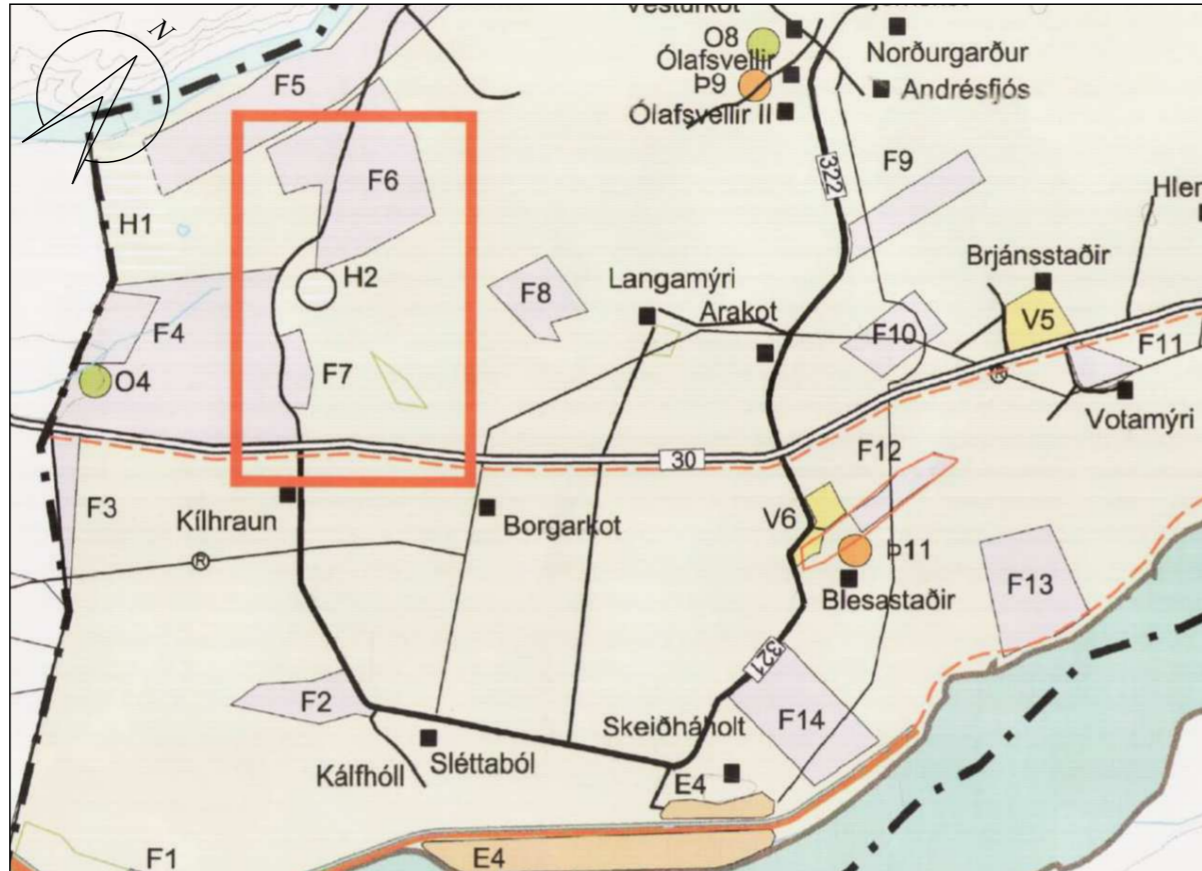 N
O8
Norðurgarður
Ólafsvellir
Þ9
Andrésfjós
Ólafsvellir II
F5
F6
322
F9
H1
H2
Brjánsstaðir
F8
Langamýri
Arakot
V5
F4
F10
F11
F7
O4
Votamýri
30
F12
F3
Kílhraun
Borgarkot
V6
R
R
Þ11
Blesastaðir
F13
321
F2
F14
Skeiðháholt
Sléttaból
Kálfhóll
E4
F1
E4